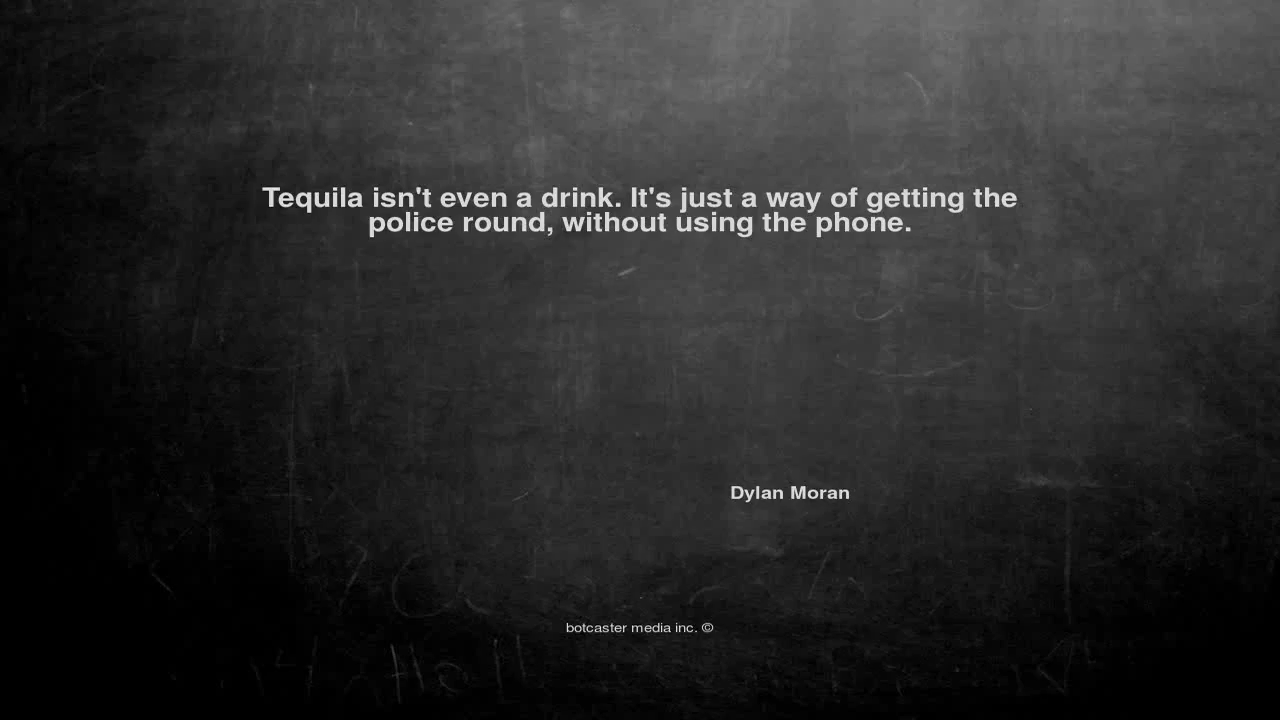 Tequila isn't even a drink. It's just a way of getting the
police round, without using the phone.
Dylan Moran
botcaster media inc. ©